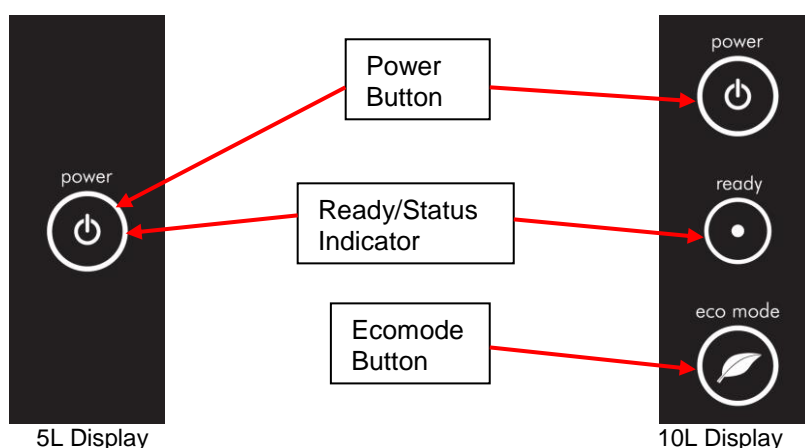 power
Power
Button
power
Ready/Status
Indicator
ready
Ecomode
Button
eco mode
5L Display
10L Display